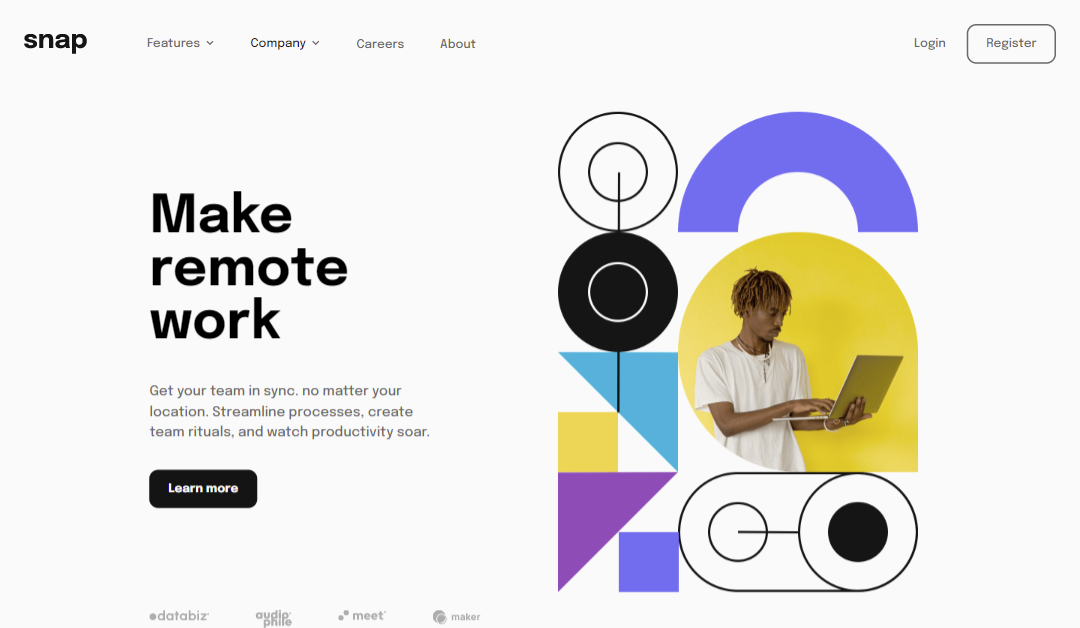 snap
Features
Company
Careers
About
Login
Register
Make
remote
work
Get your team in sync. no matter your
location. Streamline processes, create
team rituals, and watch productivity soar.
Learn more
databiz
audiophile
meet
maker